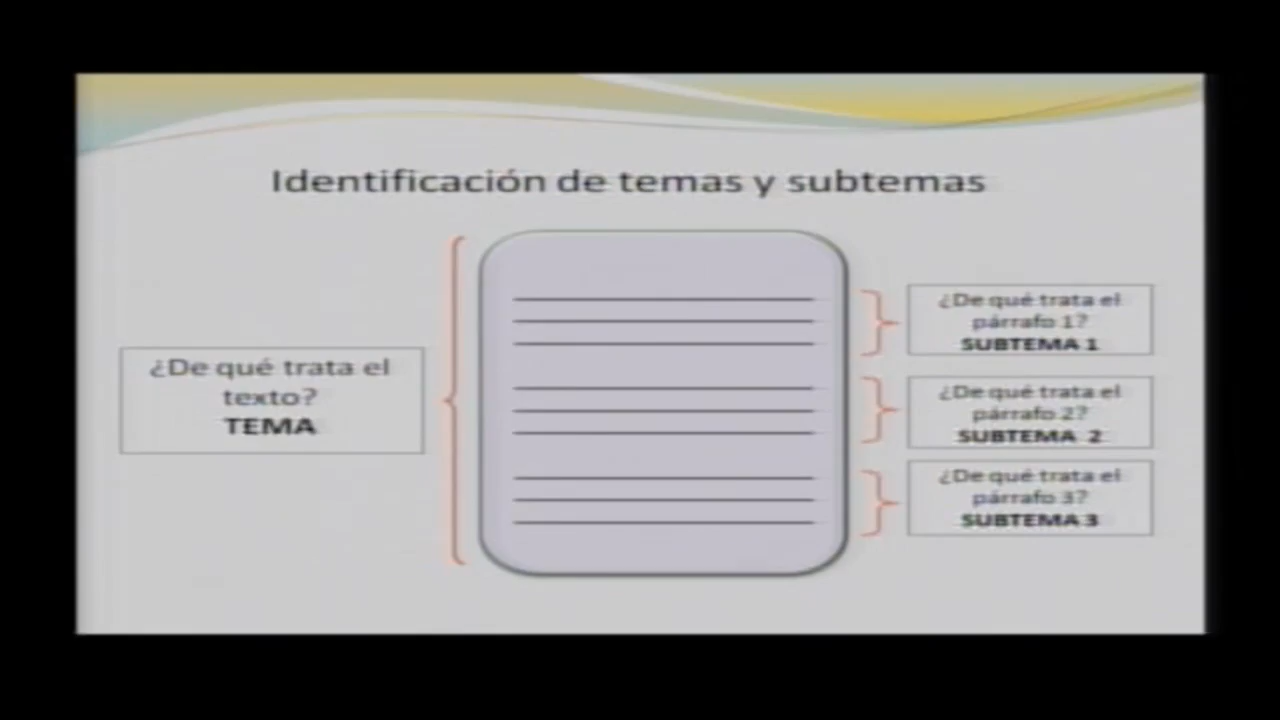 Identificación de temas y subtemas
¿De qué trata el
texto?
TEMA
¿De qué trata el
párrafo 1?
SUBTEMA 1
¿De qué trata el
párrafo 2?
SUBTEMA 2
¿De qué trata el
párrafo 3?
SUBTEMA 3